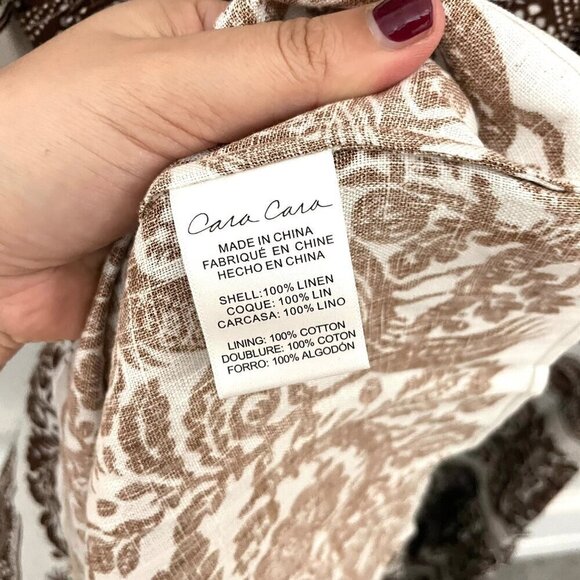 Cara Cara
MADE IN CHINA
FABRIQUÉ EN CHINE
HECHO EN CHINA
SHELL:100% LINEN
COQUE: 100% LIN
CARCASA: 100% LINO
LINING: 100% COTTON
DOUBLURE: 100% COTTON
FORRO: 100% ALGODÓN